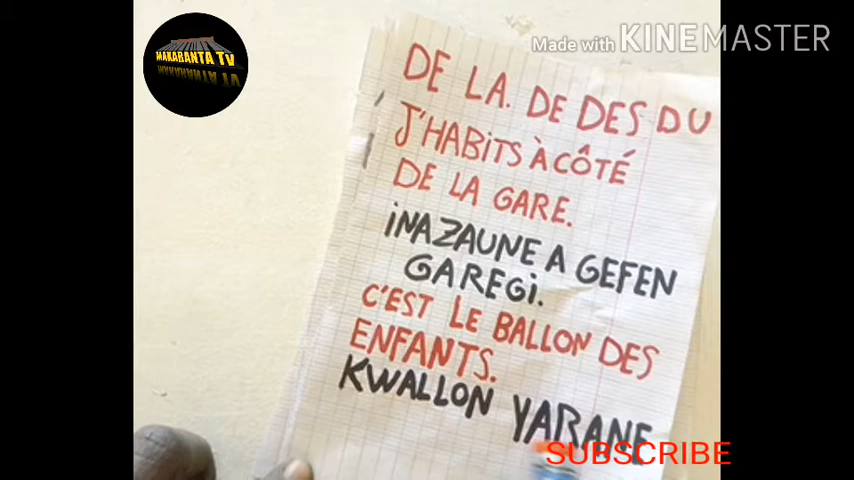 MAKARANTA TV
Made with KINEMASTER
DE LA. DE DES DU
J'HABITS À CÔTÉ
DE LA GARE.
iNAZAUNE A GEFEN
GAREGi.
C'EST LE BALLON DES
ENFANTS.
KWALLON YARANE
SUBSCRIBE